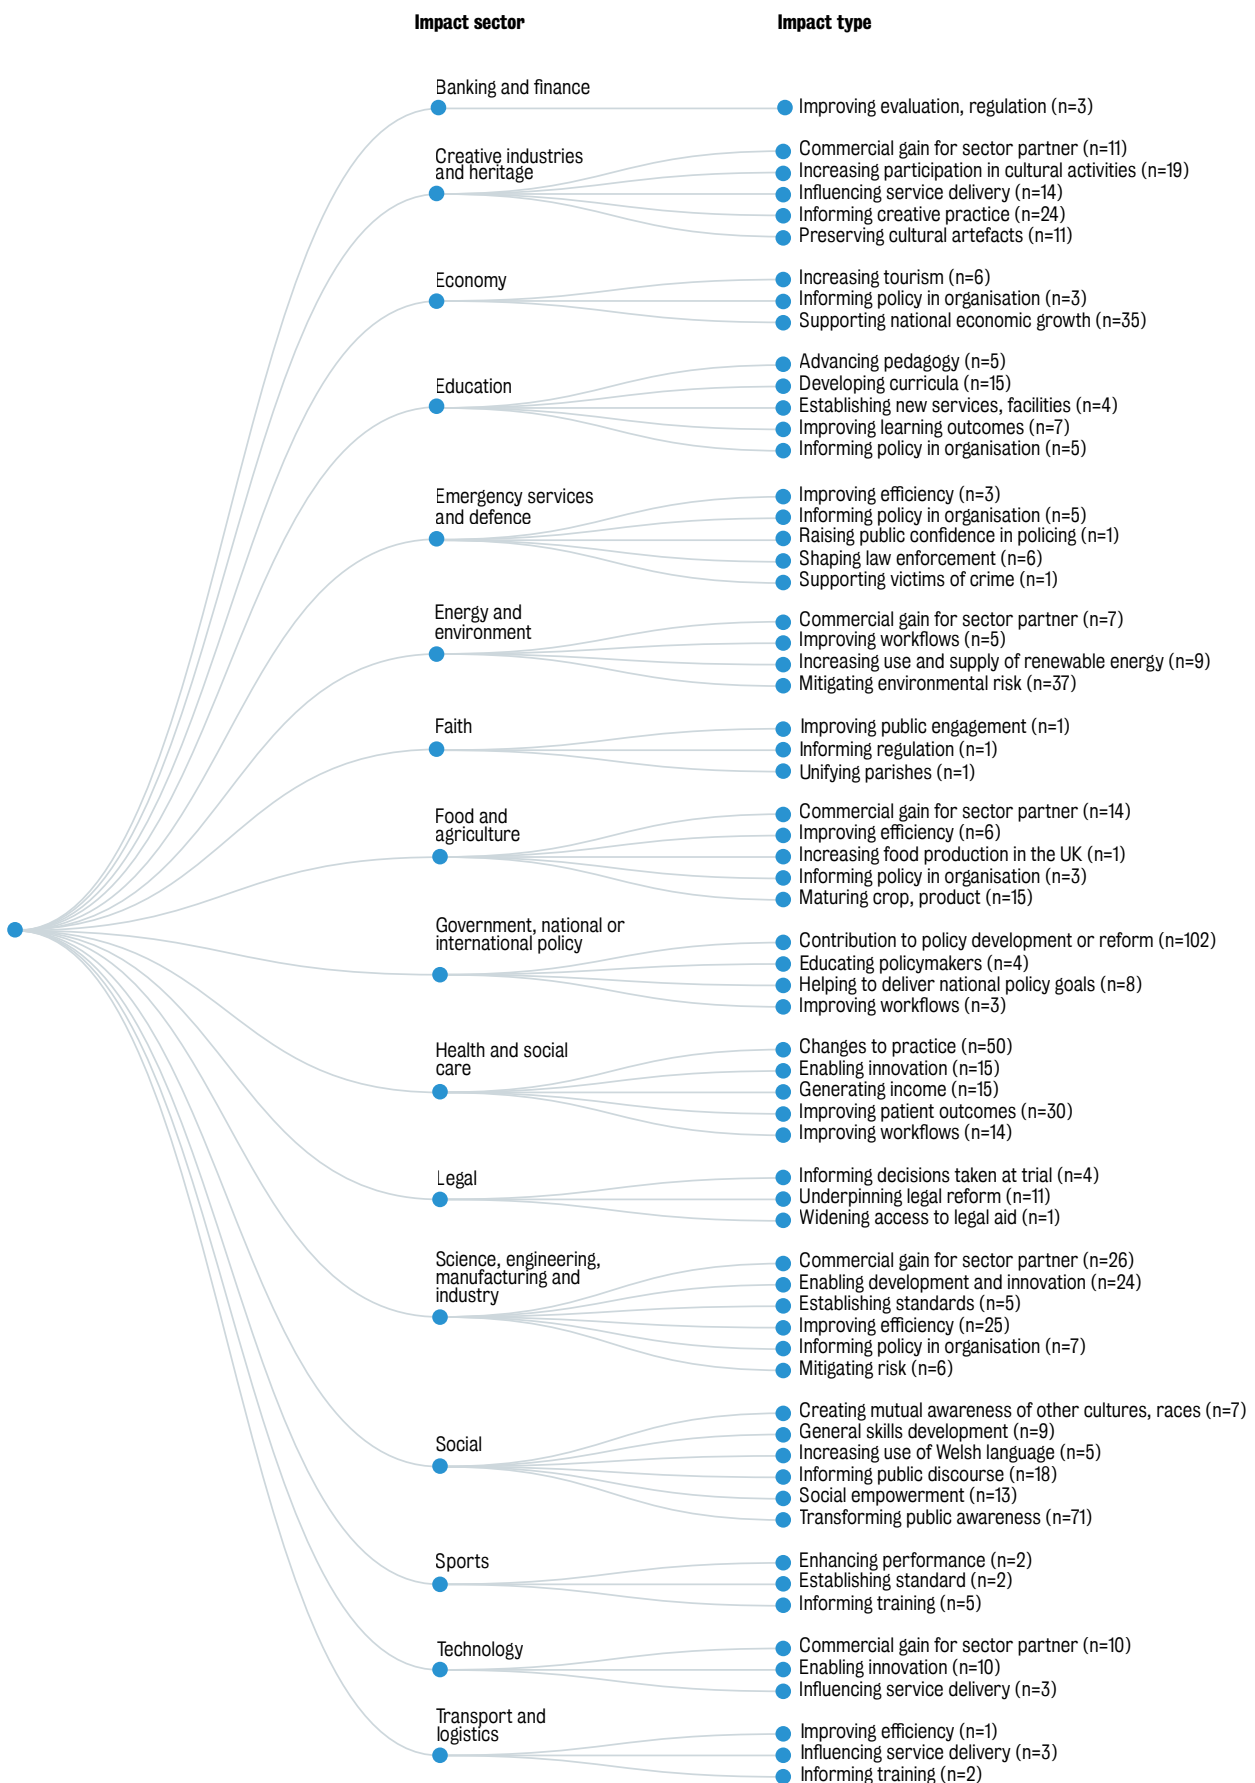 Impact sector
Impact type
Banking and finance
Improving evaluation, regulation (n=3)
Creative industries
and heritage
Commercial gain for sector partner (n=11)
Increasing participation in cultural activities (n=19)
Influencing service delivery (n=14)
Informing creative practice (n=24)
Preserving cultural artefacts (n=11)
Economy
Increasing tourism (n=6)
Informing policy in organisation (n=3)
Supporting national economic growth (n=35)
Education
Advancing pedagogy (n=5)
Developing curricula (n=15)
Establishing new services, facilities (n=4)
Improving learning outcomes (n=7)
Informing policy in organisation (n=5)
Emergency services
and defence
Improving efficiency (n=3)
Informing policy in organisation (n=5)
Raising public confidence in policing (n=1)
Shaping law enforcement (n=6)
Supporting victims of crime (n=1)
Energy and
environment
Commercial gain for sector partner (n=7)
Improving workflows (n=5)
Increasing use and supply of renewable energy (n=9)
Mitigating environmental risk (n=37)
Faith
Improving public engagement (n=1)
Informing regulation (n=1)
Unifying parishes (n=1)
Food and
agriculture
Commercial gain for sector partner (n=14)
Improving efficiency (n=6)
Increasing food production in the UK (n=1)
Informing policy in organisation (n=3)
Maturing crop, product (n=15)
Government, national or
international policy
Contribution to policy development or reform (n=102)
Educating policymakers (n=4)
Helping to deliver national policy goals (n=8)
Improving workflows (n=3)
Health and social
care
Changes to practice (n=50)
Enabling innovation (n=15)
Generating income (n=15)
Improving patient outcomes (n=30)
Improving workflows (n=14)
Legal
Informing decisions taken at trial (n=4)
Underpinning legal reform (n=11)
Widening access to legal aid (n=1)
Science, engineering,
manufacturing and
industry
Commercial gain for sector partner (n=26)
Enabling development and innovation (n=24)
Establishing standards (n=5)
Improving efficiency (n=25)
Informing policy in organisation (n=7)
Mitigating risk (n=6)
Social
Creating mutual awareness of other cultures, races (n=7)
General skills development (n=9)
Increasing use of Welsh language (n=5)
Informing public discourse (n=18)
Social empowerment (n=13)
Transforming public awareness (n=71)
Sports
Enhancing performance (n=2)
Establishing standard (n=2)
Informing training (n=5)
Technology
Commercial gain for sector partner (n=10)
Enabling innovation (n=10)
Influencing service delivery (n=3)
Transport and
logistics
Improving efficiency (n=1)
Influencing service delivery (n=3)
Informing training (n=2)